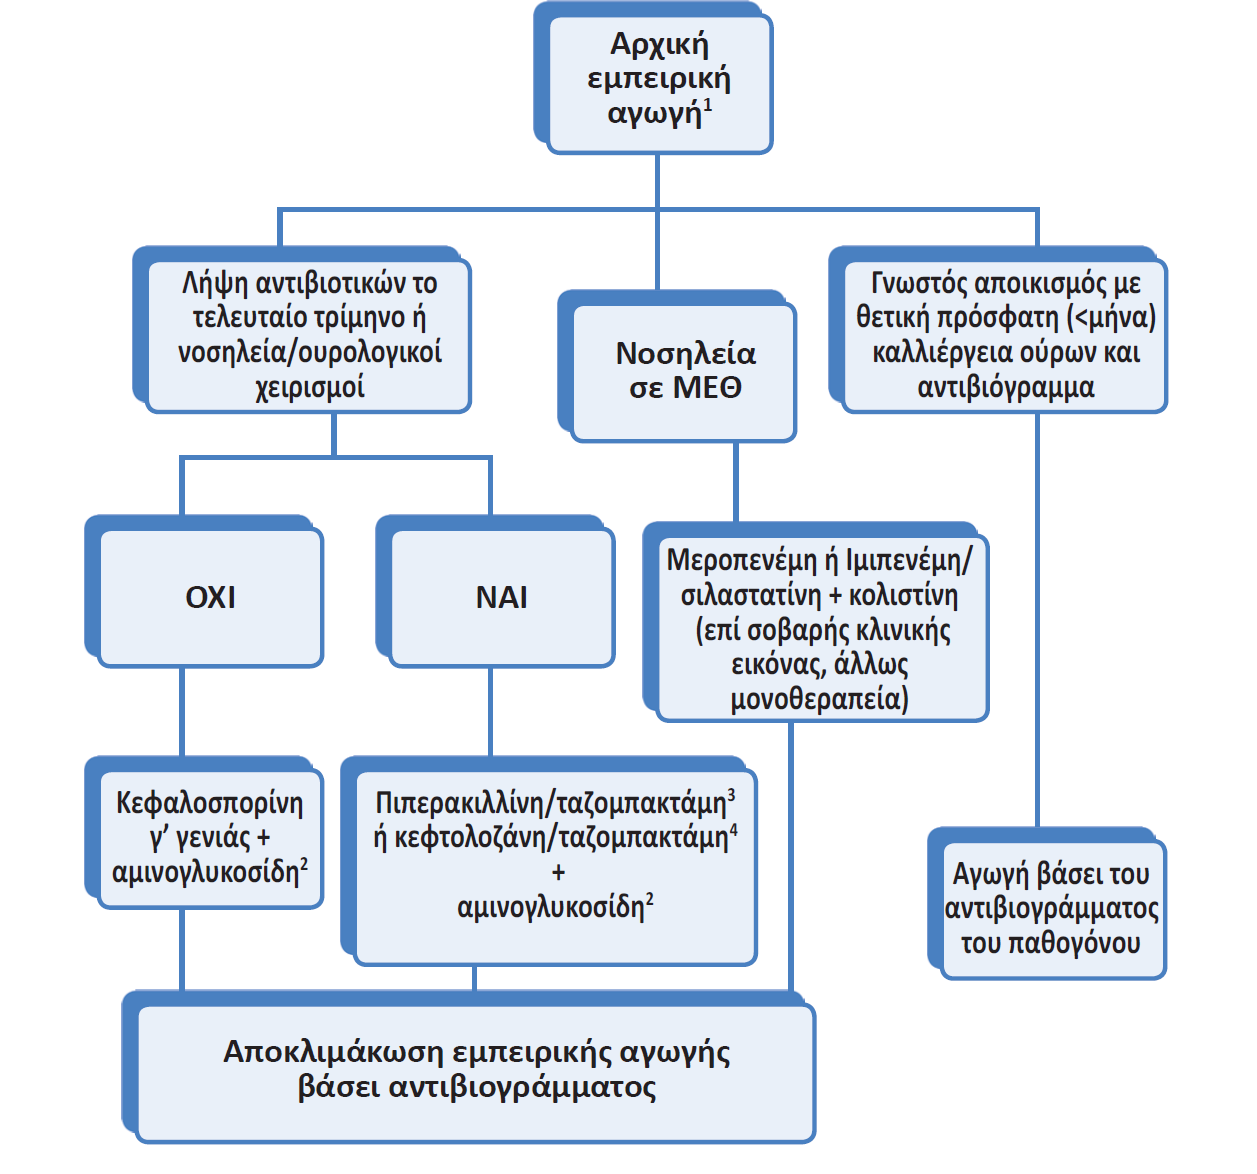 Αρχική
εμπειρική
αγωγή¹
Λήψη αντιβιοτικών το
τελευταίο τρίμηνο ή
νοσηλεία/ουρολογικοί
χειρισμοί
Νοσηλεία
σε ΜΕΘ
Γνωστός αποικισμός με
θετική πρόσφατη (<μήνα)
καλλιέργεια ούρων και
αντιβιόγραμμα
ΟΧΙ
ΝΑΙ
Μεροπενέμη ή Ιμιπενέμη/
σιλαστατίνη + κολιστίνη
(επί σοβαρής κλινικής
εικόνας, άλλως
μονοθεραπεία)
Κεφαλοσπορίνη
γ’ γενιάς +
αμινογλυκοσίδη²
Πιπερακιλλίνη/ταζομπακτάμη³
ή κεφτολοζάνη/ταζομπακτάμη⁴
+
αμινογλυκοσίδη²
Αγωγή βάσει του
αντιβιογράμματος
του παθογόνου
Αποκλιμάκωση εμπειρικής αγωγής
βάσει αντιβιογράμματος